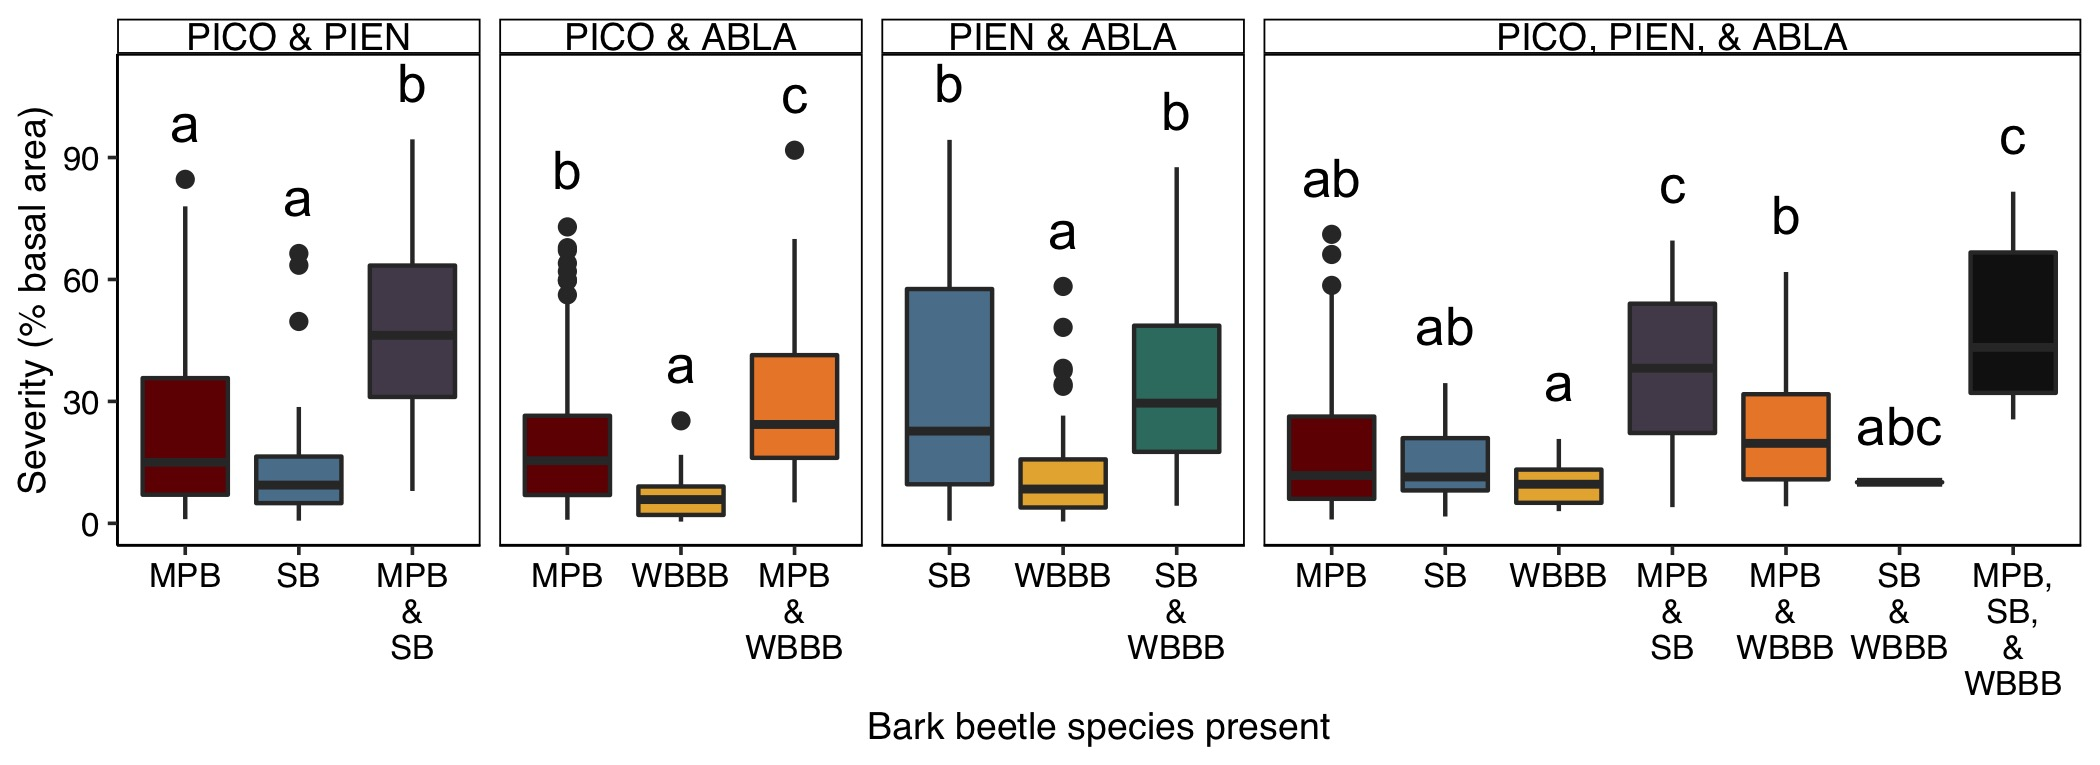 PICO & PIEN
PICO & ABLA
PIEN & ABLA
PICO, PIEN, & ABLA
Severity (% basal area)
90
60
30
0
a
a
b
b
a
c
b
a
b
ab
ab
a
c
b
abc
c
MPB
SB
MPB
&
SB
MPB
WBBB
MPB
&
WBBB
SB
WBBB
SB
&
WBBB
MPB
SB
WBBB
MPB
&
SB
MPB
&
WBBB
SB
&
WBBB
MPB,
SB,
&
WBBB
Bark beetle species present